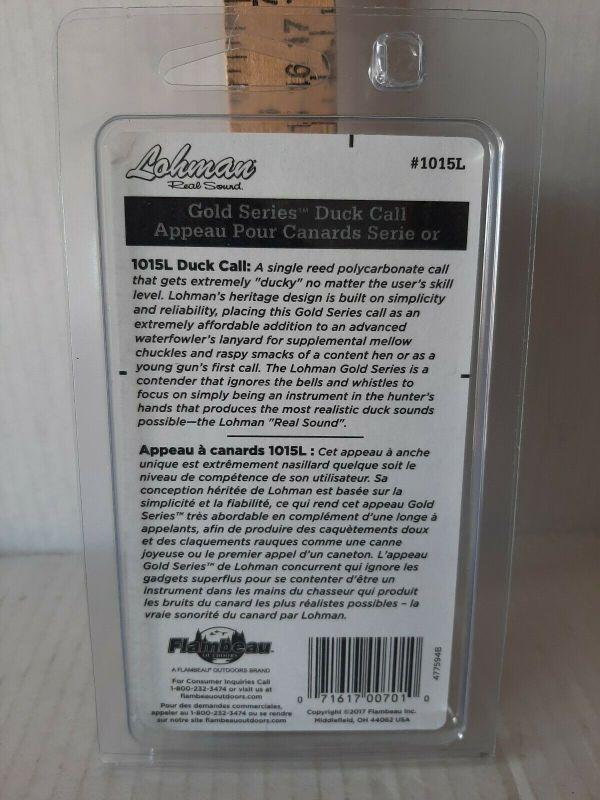 17
16
Lohman
Real Sound.
#1015L
Gold Series™ Duck Call
Appeau Pour Canards Serie or
1015L Duck Call: A single reed polycarbonate call
that gets extremely "ducky" no matter the user's skill
level. Lohman's heritage design is built on simplicity
and reliability, placing this Gold Series call as an
extremely affordable addition to an advanced
waterfowler's lanyard for supplemental mellow
chuckles and raspy smacks of a content hen or as a
young gun's first call. The Lohman Gold Series is a
contender that ignores the bells and whistles to
focus on simply being an instrument in the hunter's
hands that produces the most realistic duck sounds
possible—the Lohman "Real Sound".
Appeau à canards 1015L : Cet appeau à anche
unique est extrêmement nasillard quelque soit le
niveau de compétence de son utilisateur. Sa
conception héritée de Lohman est basée sur la
simplicité et la fiabilité, ce qui rend cet appeau Gold
Series™ très abordable en complément d'une longe à
appelants, afin de produire des caquètements doux
et des claquements rauques comme une canne
joyeuse ou le premier appel d'un caneton. L'appeau
Gold Series™ de Lohman concurrent qui ignore les
gadgets superflus pour se contenter d'être un
instrument dans les mains du chasseur qui produit
les bruits du canard les plus réalistes possibles – la
vraie sonorité du canard par Lohman.
Flambeau
OUTDOORS
A FLAMBEAU® OUTDOORS BRAND
For Consumer Inquiries Call
1-800-232-3474 or visit us at
flambeauoutdoors.com
Pour des demandes commerciales,
appeler au 1-800-232-3474 ou se rendre
sur notre site flambeauoutdoors.com
477594B
0 71617 00701 0
Copyright ©2017 Flambeau Inc.
Middlefield, OH 44062 USA